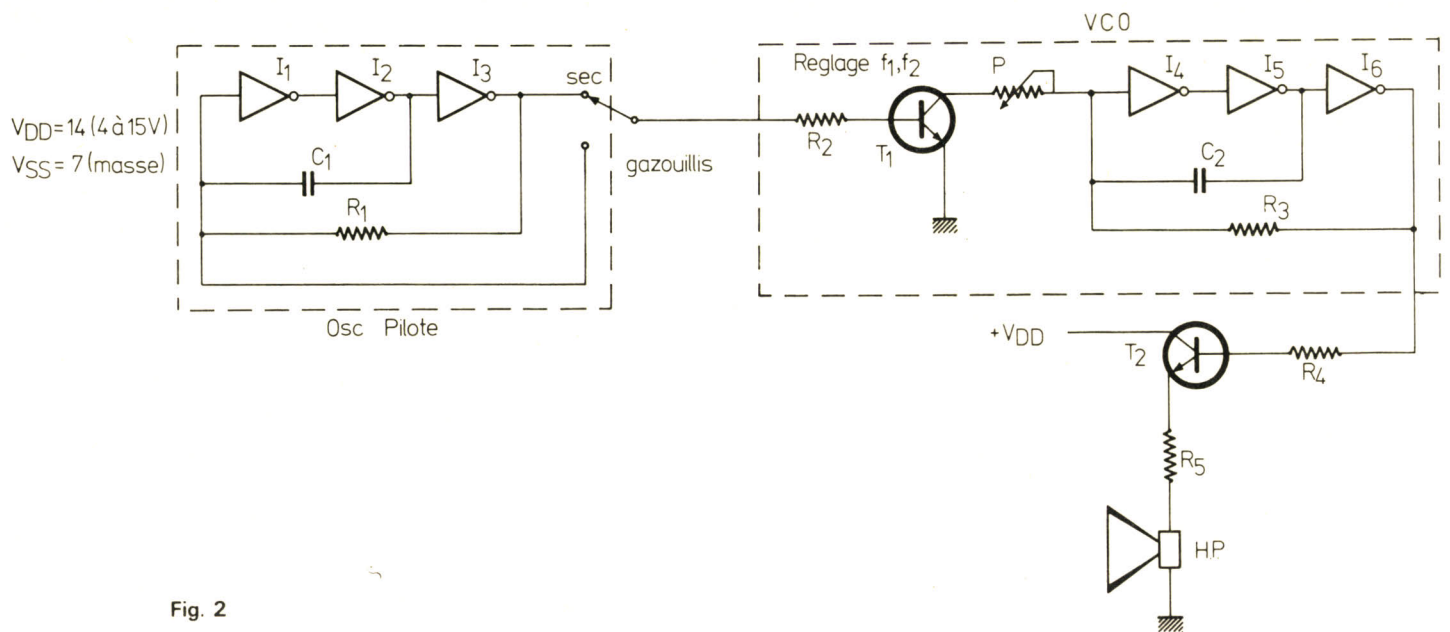 VCO
I1
I2
I3
sec
Reglage f1,f2
P
I4
I5
I6
VDD=14 (4 à 15V)
VSS=7 (masse)
C1
gazouillis
R2
T1
C2
R1
R3
Osc Pilote
+VDD
T2
R4
R5
H.P
Fig. 2